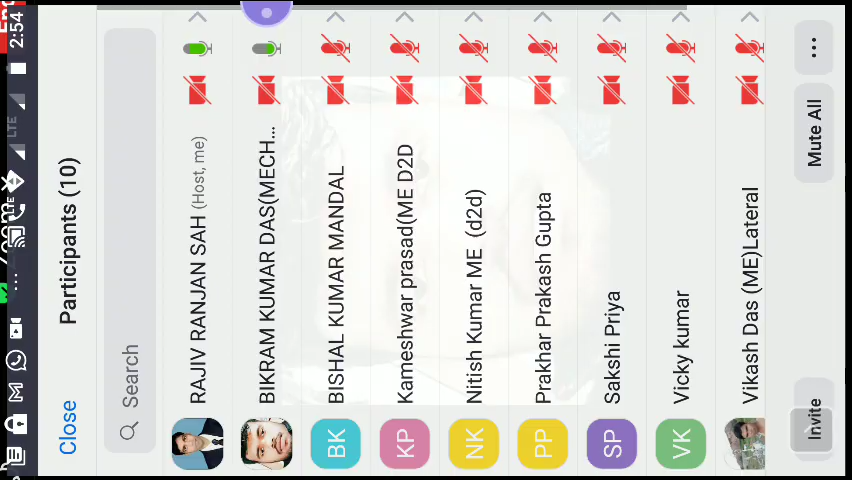 2:54
LTE
LTE
Close
Participants (10)
Search
RAJIV RANJAN SAH (Host, me)
BIKRAM KUMAR DAS(MECH...
BK
BISHAL KUMAR MANDAL
KP
Kameshwar prasad(ME D2D
NK
Nitish Kumar ME (d2d)
PP
Prakhar Prakash Gupta
SP
Sakshi Priya
VK
Vicky kumar
Vikash Das (ME)Lateral
Invite
Mute All
...